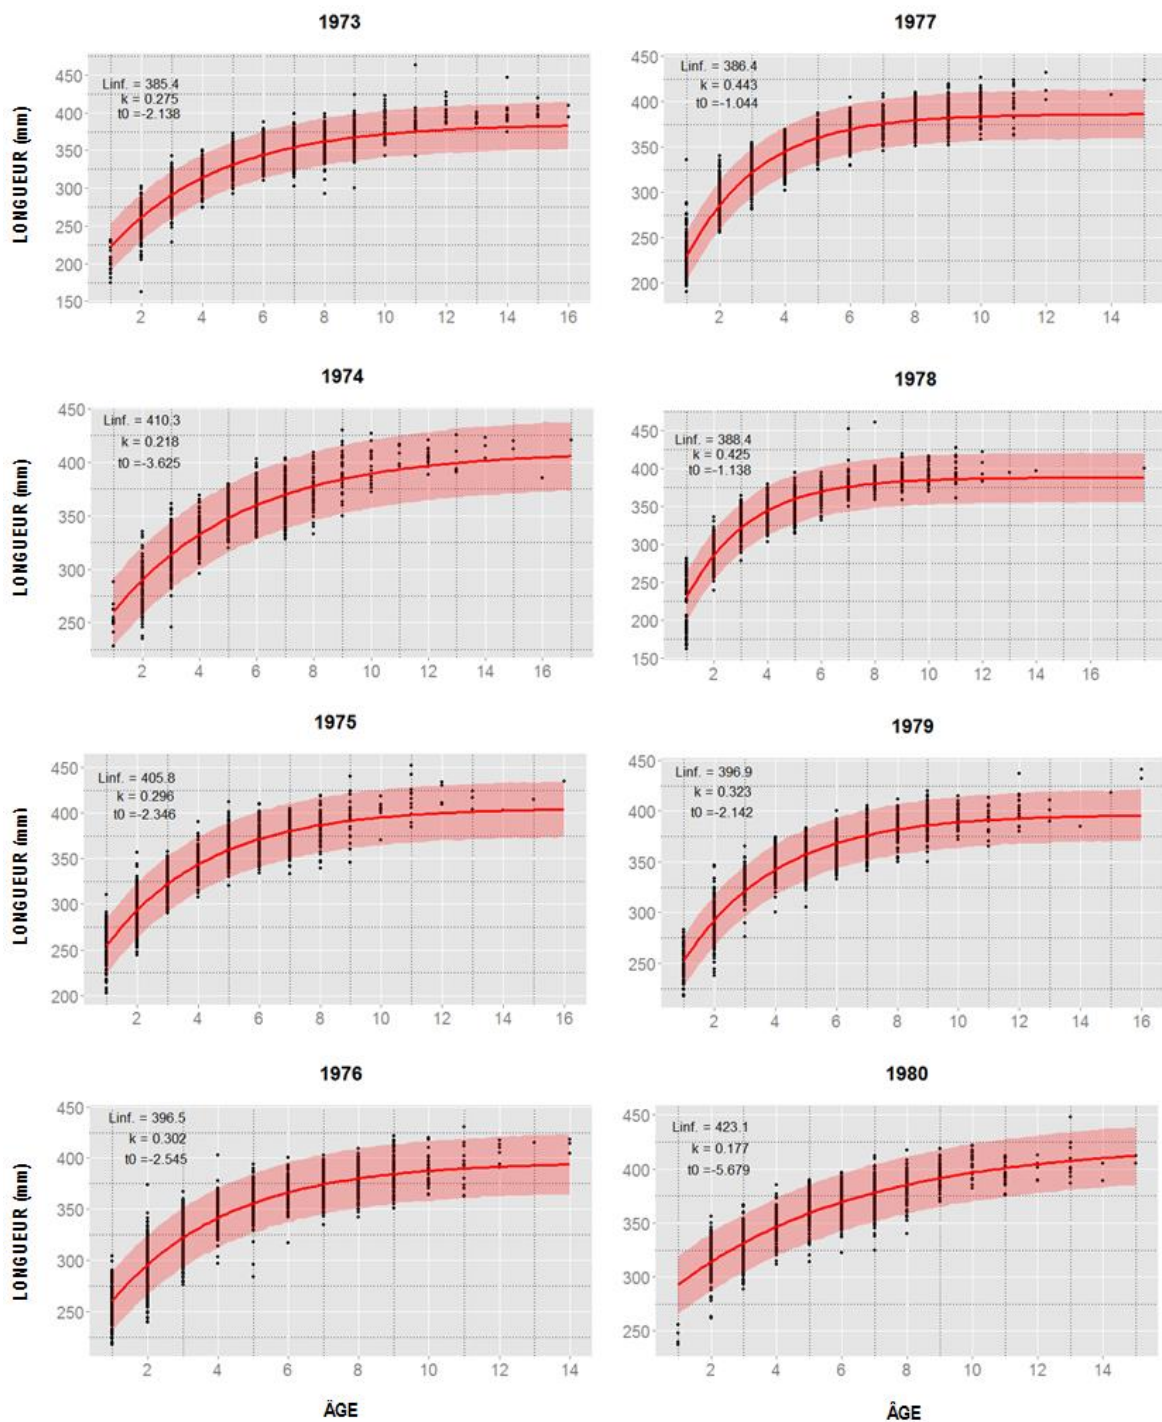 1973
LONGUEUR (mm)
450
400
350
300
250
200
150
Linf. = 385.4
k = 0.275
t0 =-2.138
2 4 6 8 10 12 14 16
1977
450
400
350
300
250
200
Linf. = 386.4
k = 0.443
t0 =-1.044
2 4 6 8 10 12 14
1974
LONGUEUR (mm)
450
400
350
300
250
Linf. = 410.3
k = 0.218
t0 =-3.625
2 4 6 8 10 12 14 16
1978
450
400
350
300
250
200
150
Linf. = 388.4
k = 0.425
t0 =-1.138
2 4 6 8 10 12 14 16
1975
LONGUEUR (mm)
450
400
350
300
250
200
Linf. = 405.8
k = 0.296
t0 =-2.346
2 4 6 8 10 12 14 16
1979
450
400
350
300
250
Linf. = 396.9
k = 0.323
t0 =-2.142
2 4 6 8 10 12 14 16
1976
LONGUEUR (mm)
450
400
350
300
250
Linf. = 396.5
k = 0.302
t0 =-2.545
2 4 6 8 10 12 14
ÄGE
1980
450
400
350
300
250
Linf. = 423.1
k = 0.177
t0 =-5.679
2 4 6 8 10 12 14
ÂGE